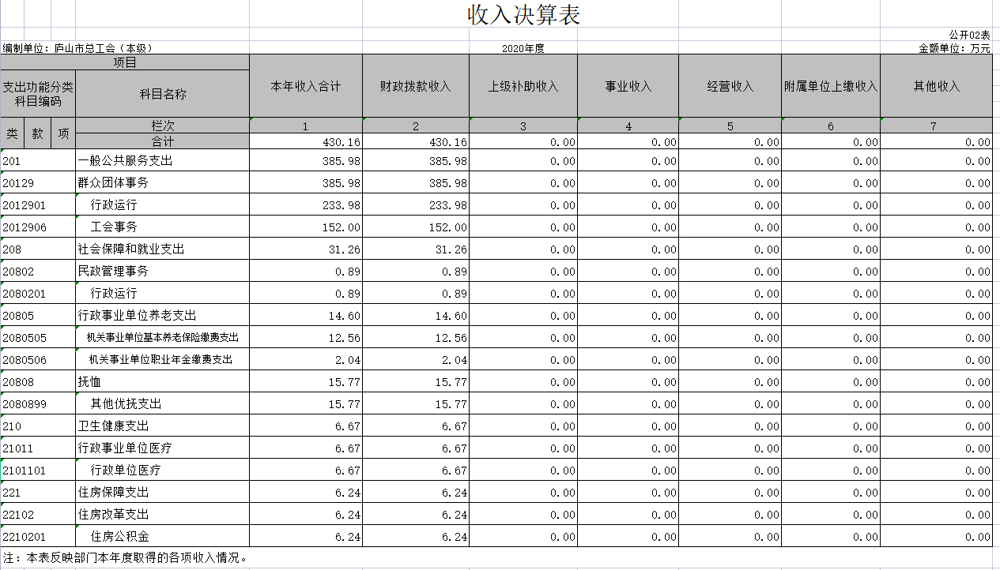 收入决算表
公开02表
编制单位：庐山市总工会（本级） 2020年度 金额单位：万元
项目 本年收入合计 财政拨款收入 上级补助收入 事业收入 经营收入 附属单位上缴收入 其他收入
支出功能分类科目编码 科目名称
类 款 项 栏次 1 2 3 4 5 6 7
合计 430.16 430.16 0.00 0.00 0.00 0.00 0.00
201 一般公共服务支出 385.98 385.98 0.00 0.00 0.00 0.00 0.00
20129 群众团体事务 385.98 385.98 0.00 0.00 0.00 0.00 0.00
2012901 行政运行 233.98 233.98 0.00 0.00 0.00 0.00 0.00
2012906 工会事务 152.00 152.00 0.00 0.00 0.00 0.00 0.00
208 社会保障和就业支出 31.26 31.26 0.00 0.00 0.00 0.00 0.00
20802 民政管理事务 0.89 0.89 0.00 0.00 0.00 0.00 0.00
2080201 行政运行 0.89 0.89 0.00 0.00 0.00 0.00 0.00
20805 行政事业单位养老支出 14.60 14.60 0.00 0.00 0.00 0.00 0.00
2080505 机关事业单位基本养老保险缴费支出 12.56 12.56 0.00 0.00 0.00 0.00 0.00
2080506 机关事业单位职业年金缴费支出 2.04 2.04 0.00 0.00 0.00 0.00 0.00
20808 抚恤 15.77 15.77 0.00 0.00 0.00 0.00 0.00
2080899 其他优抚支出 15.77 15.77 0.00 0.00 0.00 0.00 0.00
210 卫生健康支出 6.67 6.67 0.00 0.00 0.00 0.00 0.00
21011 行政事业单位医疗 6.67 6.67 0.00 0.00 0.00 0.00 0.00
2101101 行政单位医疗 6.67 6.67 0.00 0.00 0.00 0.00 0.00
221 住房保障支出 6.24 6.24 0.00 0.00 0.00 0.00 0.00
22102 住房改革支出 6.24 6.24 0.00 0.00 0.00 0.00 0.00
2210201 住房公积金 6.24 6.24 0.00 0.00 0.00 0.00 0.00
注：本表反映部门本年度取得的各项收入情况。